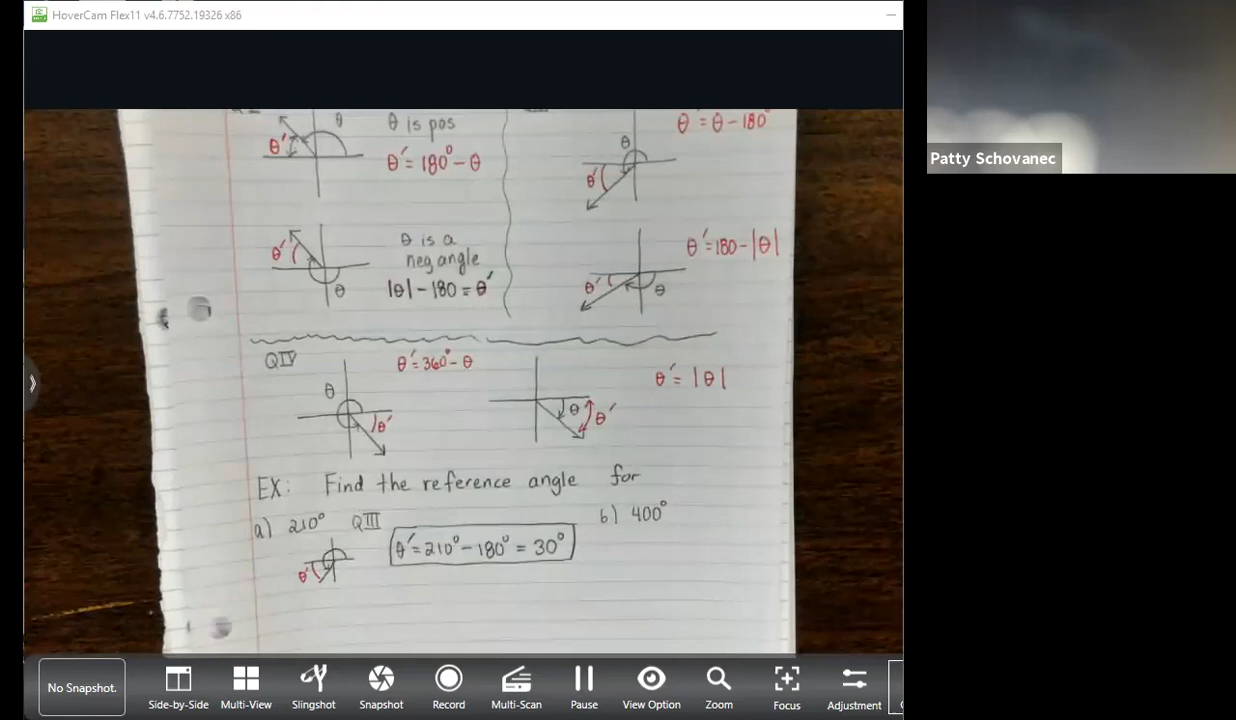 HoverCam Flex11 v4.6.7752.19326 x86
Patty Schovanec
θ
θ is pos
θ′
θ′ = 180° - θ
θ′ = θ - 180°
θ
θ′
θ is a
neg angle
θ′
θ
|θ| - 180 = θ′
θ′ = 180 - |θ|
θ′
θ
QIV
θ′ = 360° - θ
θ
θ′
θ′ = |θ|
θ
θ′
EX: Find the reference angle for
a) 210° QIII
θ′ = 210° - 180° = 30°
θ′
b) 400°
No Snapshot.
Side-by-Side
Multi-View
Slingshot
Snapshot
Record
Multi-Scan
Pause
View Option
Zoom
Focus
Adjustment